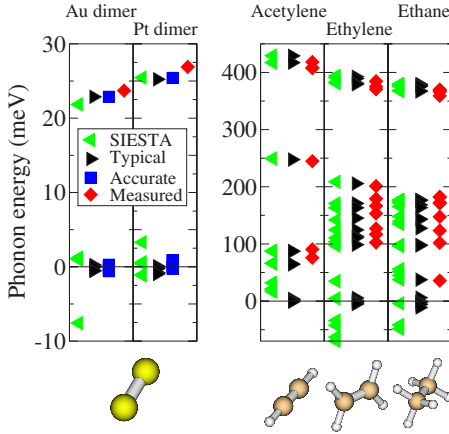 Au dimer
Pt dimer
Acetylene
Ethylene
Ethane
Phonon energy (meV)
30
20
10
0
-10
SIESTA
Typical
Accurate
Measured
400
300
200
100
0